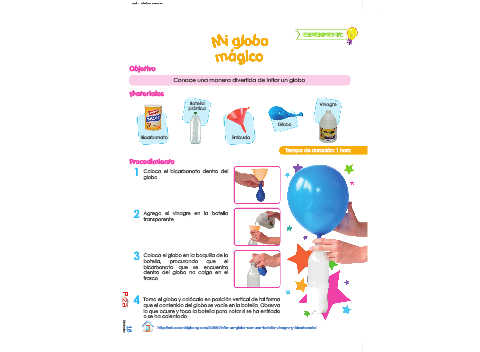 Mi globo
mágico
Objetivo
Conoce una manera divertida de inflar un globo
Materiales
Bicarbonato
Botella
plástica
Embudo
Globo
Vinagre
Tiempo de duración: 1 hora
Procedimiento
1 Coloca el bicarbonato dentro del
globo
2 Agrega el vinagre en la botella
transparente
3 Coloca el globo en la boquilla de la
botella, procurando que el
bicarbonato que se encuentra
dentro del globo no caiga en el
frasco
4 Toma el globo y colócalo en posición vertical de tal forma
que el contenido del globo se vacíe en la botella. Observa
lo que ocurre y toca la botella para notar si se ha enfriado
o se ha calentado